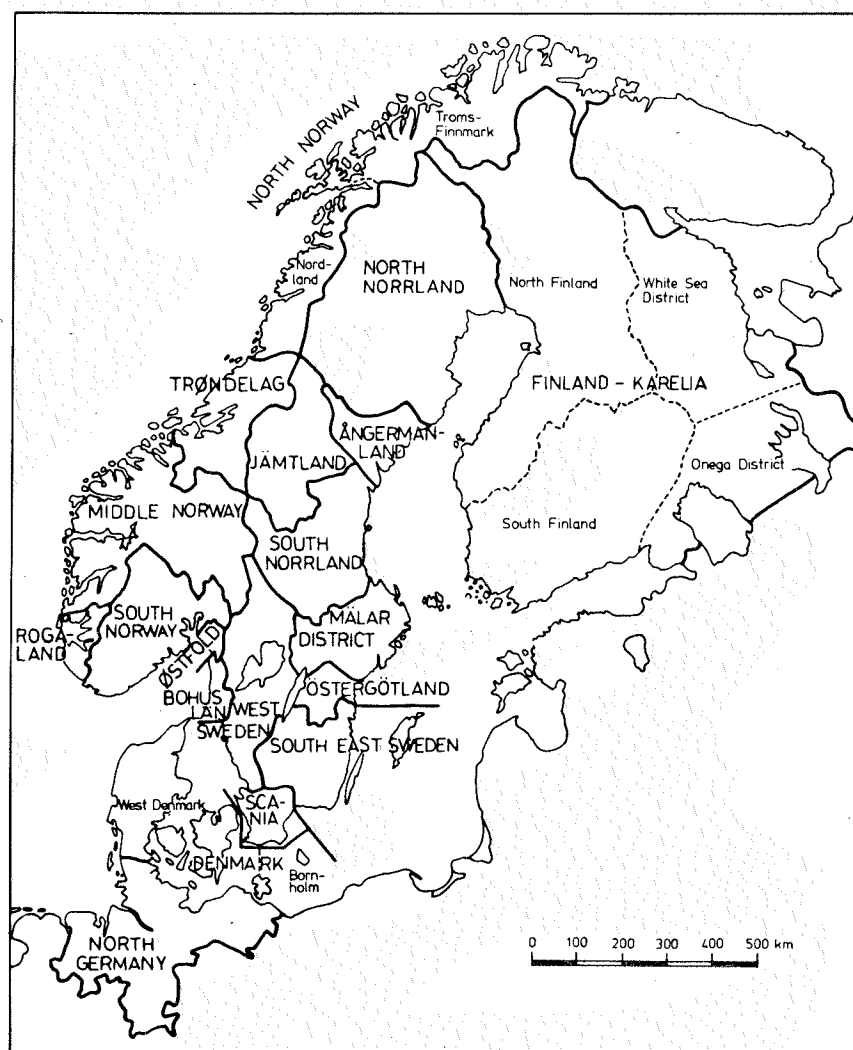 Troms-
Finnmark
NORTH NORWAY
Nord-
land
NORTH
NORRLAND
North Finland
White Sea
District
TRØNDELAG
FINLAND - KARELIA
ÅNGERMAN-
LAND
JÄMTLAND
Onega District
MIDDLE NORWAY
South Finland
SOUTH
NORRLAND
SOUTH
NORWAY
MÄLAR
DISTRICT
ROGA-
LAND
ØSTFOLD
ÖSTERGÖTLAND
BOHUS
LÄN
WEST
SWEDEN
SOUTH EAST SWEDEN
West Denmark
SCA-
NIA
DENMARK
Born-
holm
NORTH
GERMANY
0 100 200 300 400 500 km